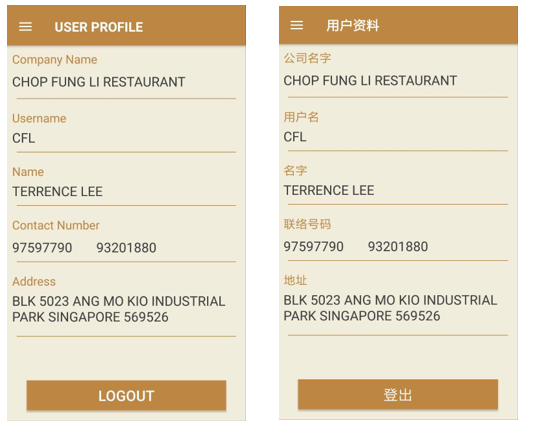 USER PROFILE
Company Name
CHOP FUNG LI RESTAURANT
Username
CFL
Name
TERRENCE LEE
Contact Number
97597790 93201880
Address
BLK 5023 ANG MO KIO INDUSTRIAL
PARK SINGAPORE 569526
LOGOUT
用户资料
公司名字
CHOP FUNG LI RESTAURANT
用户名
CFL
名字
TERRENCE LEE
联络号码
97597790 93201880
地址
BLK 5023 ANG MO KIO INDUSTRIAL
PARK SINGAPORE 569526
登出